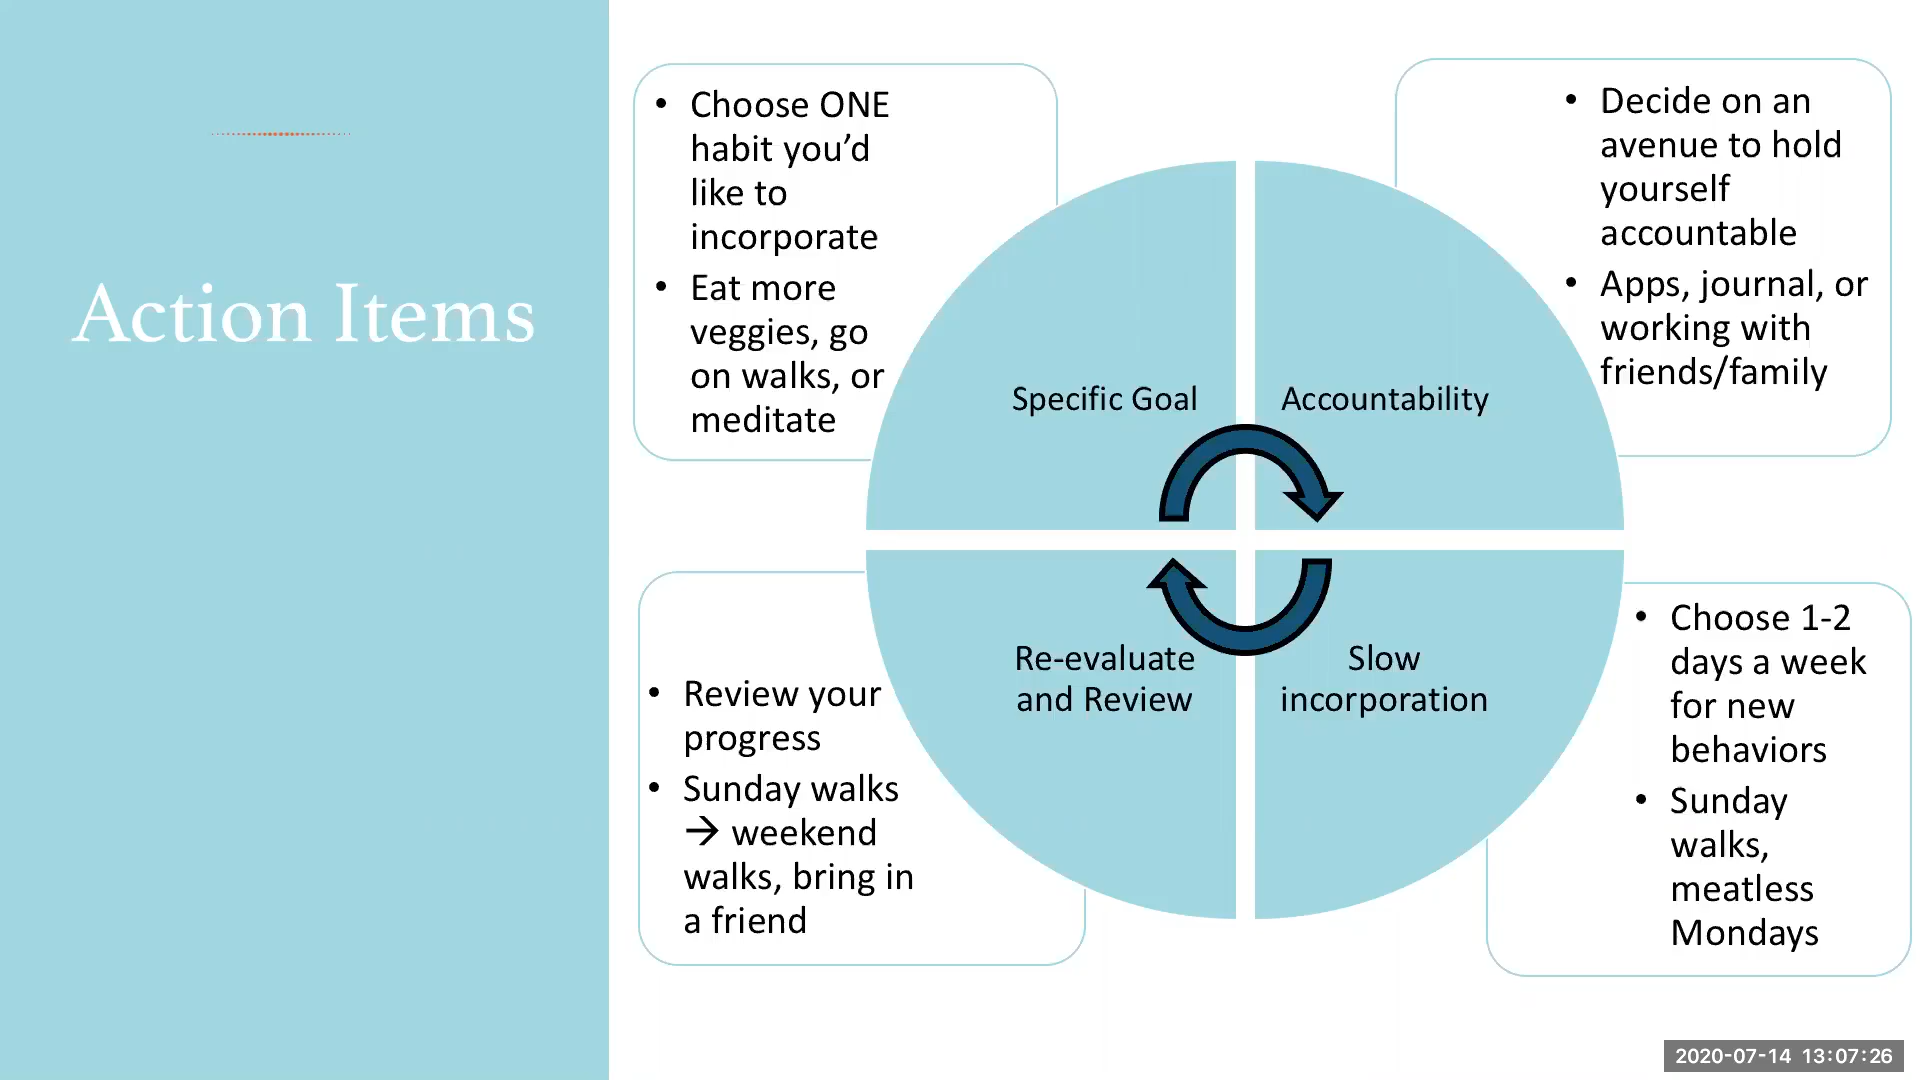 Action Items
• Choose ONE
habit you’d
like to
incorporate
• Eat more
veggies, go
on walks, or
meditate
• Decide on an
avenue to hold
yourself
accountable
• Apps, journal, or
working with
friends/family
Specific Goal
Accountability
Re-evaluate
and Review
Slow
incorporation
• Review your
progress
• Sunday walks
→ weekend
walks, bring in
a friend
• Choose 1-2
days a week
for new
behaviors
• Sunday
walks,
meatless
Mondays
2020-07-14 13:07:26